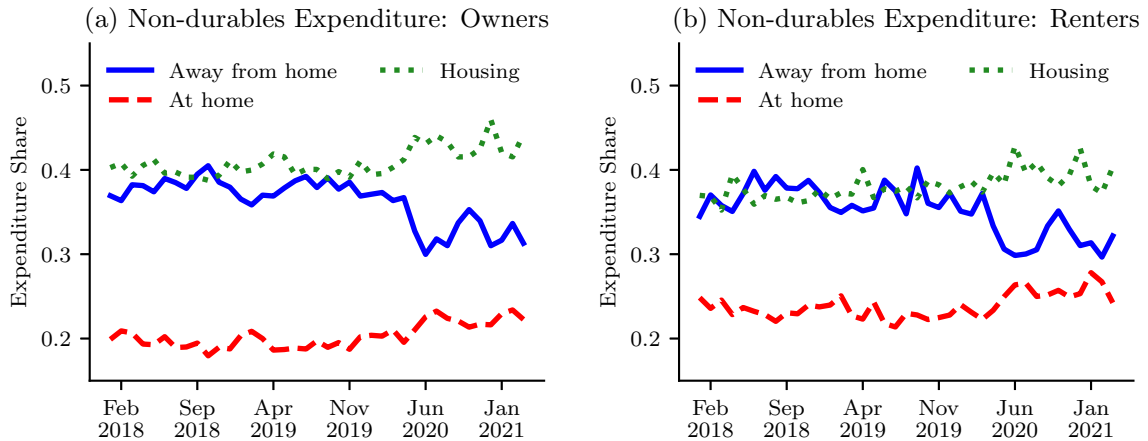 (a) Non-durables Expenditure: Owners
Away from home
Housing
At home
Expenditure Share
0.5
0.4
0.3
0.2
Feb
2018
Sep
2018
Apr
2019
Nov
2019
Jun
2020
Jan
2021
(b) Non-durables Expenditure: Renters
Away from home
Housing
At home
Expenditure Share
0.5
0.4
0.3
0.2
Feb
2018
Sep
2018
Apr
2019
Nov
2019
Jun
2020
Jan
2021